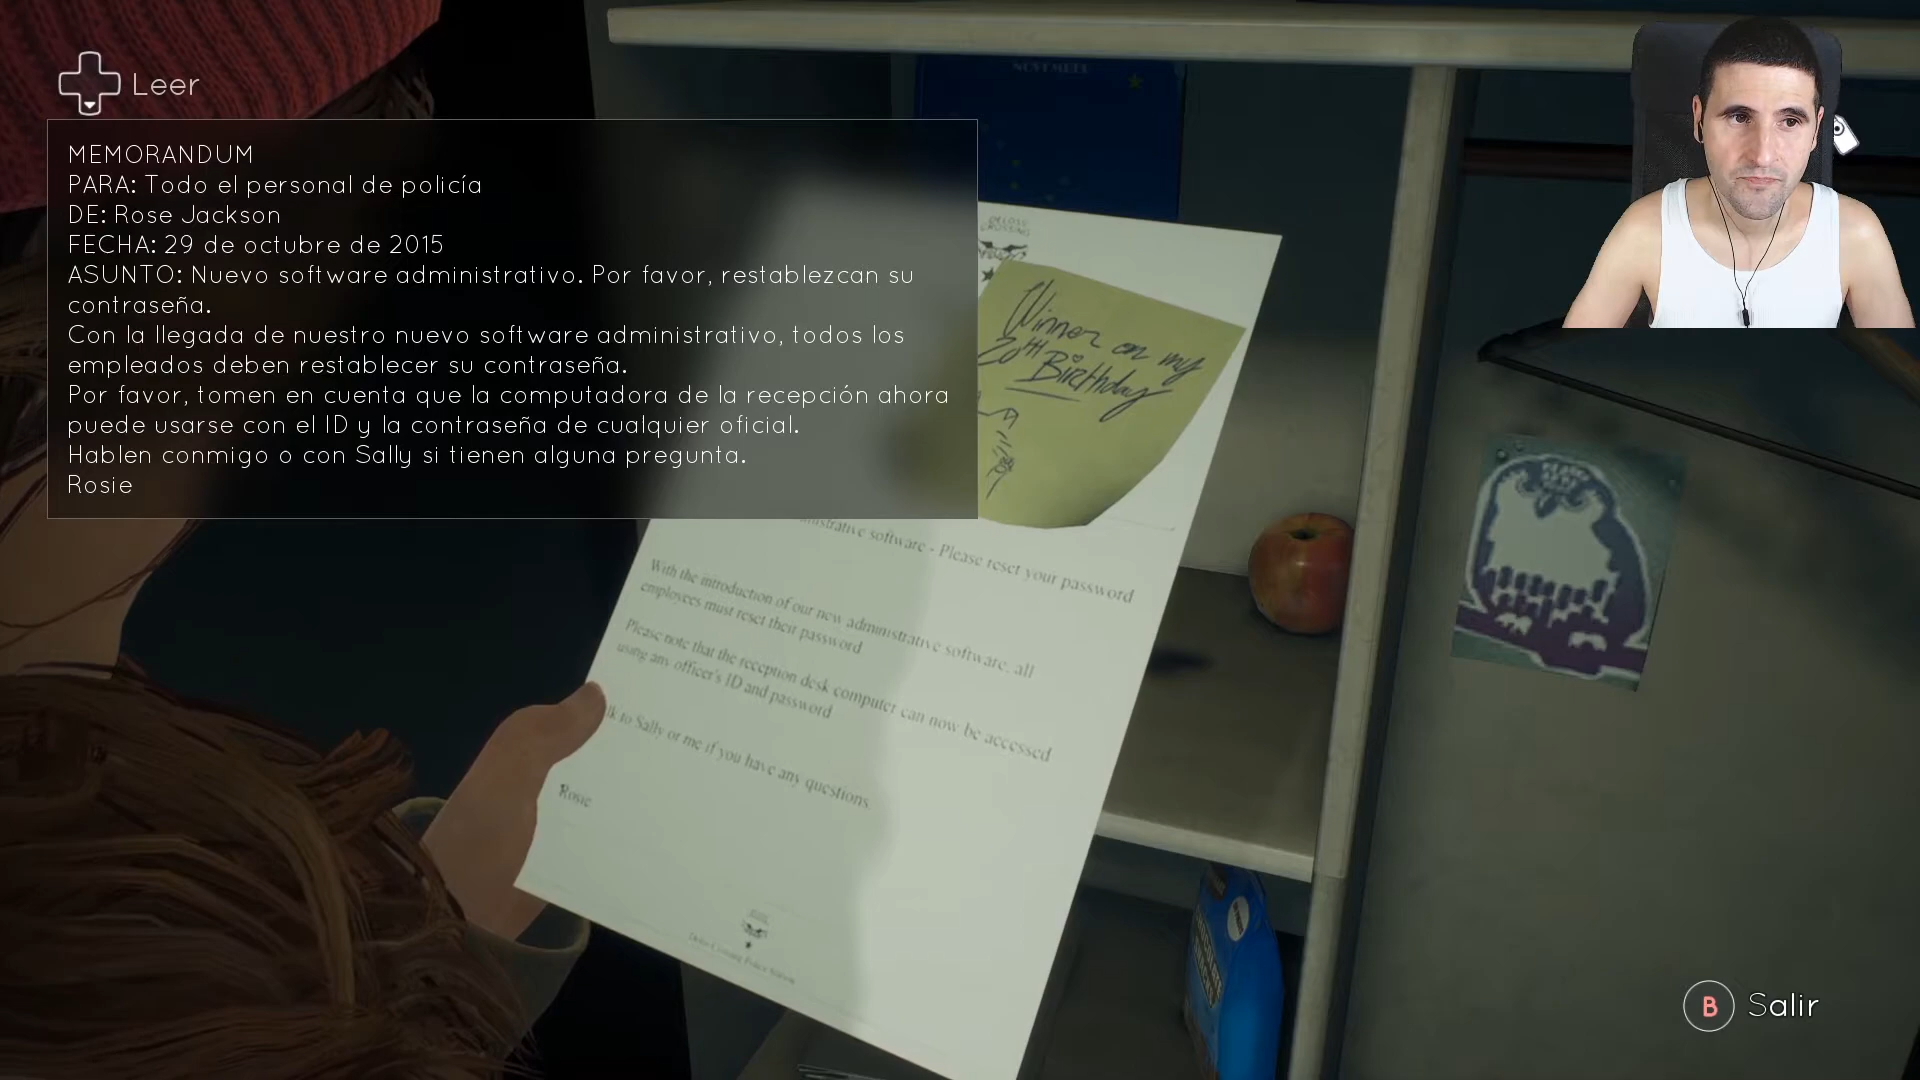 Leer
MEMORANDUM
PARA: Todo el personal de policía
DE: Rose Jackson
FECHA: 29 de octubre de 2015
ASUNTO: Nuevo software administrativo. Por favor, restablezcan su
contraseña.
Con la llegada de nuestro nuevo software administrativo, todos los
empleados deben restablecer su contraseña.
Por favor, tomen en cuenta que la computadora de la recepción ahora
puede usarse con el ID y la contraseña de cualquier oficial.
Hablen conmigo o con Sally si tienen alguna pregunta.
Rosie
NOVEMBER
CROSSING
Winner on my
20TH Birthday
software - Please reset your password
With the introduction of our new administrative software, all
employees must reset their password
Please note that the reception desk computer can now be accessed
using any officer's ID and password
to Sally or me if you have any questions
Rosie
B Salir